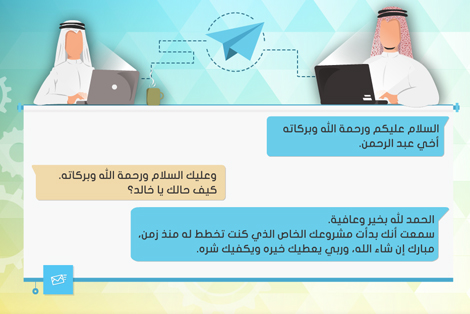 السلام عليكم ورحمة الله وبركاته
أخي عبد الرحمن.
وعليك السلام ورحمة الله وبركاته.
كيف حالك يا خالد؟
الحمد لله بخير وعافية.
سمعت أنك بدأت مشروعك الخاص الذي كنت تخطط له منذ زمن،
مبارك إن شاء الله، وربي يعطيك خيره ويكفيك شره.